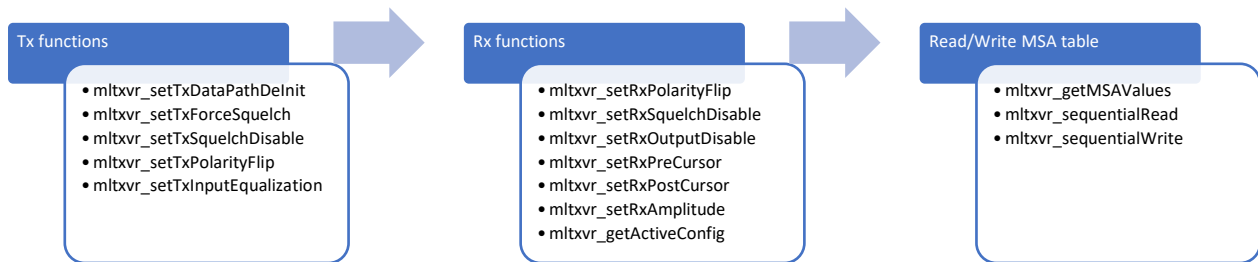 Tx functions
• mltxvr_setTxDataPathDeInit
• mltxvr_setTxForceSquelch
• mltxvr_setTxSquelchDisable
• mltxvr_setTxPolarityFlip
• mltxvr_setTxInputEqualization
Rx functions
• mltxvr_setRxPolarityFlip
• mltxvr_setRxSquelchDisable
• mltxvr_setRxOutputDisable
• mltxvr_setRxPreCursor
• mltxvr_setRxPostCursor
• mltxvr_setRxAmplitude
• mltxvr_getActiveConfig
Read/Write MSA table
• mltxvr_getMSAValues
• mltxvr_sequentialRead
• mltxvr_sequentialWrite